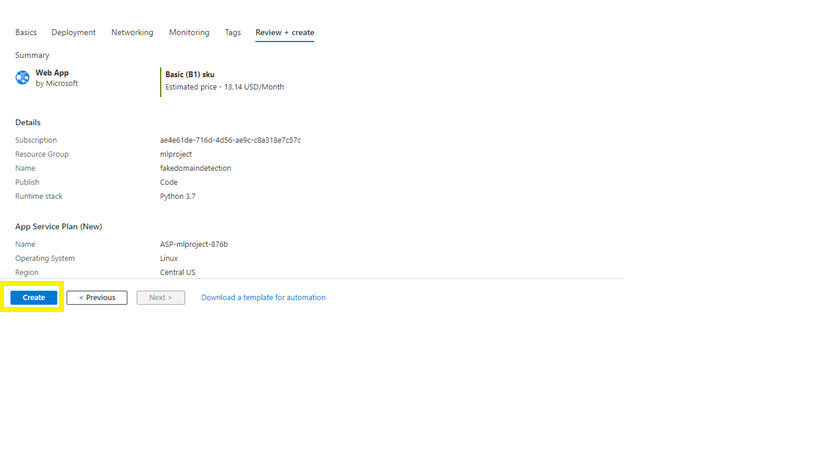 Basics Deployment Networking Monitoring Tags Review + create
Summary
Web App
by Microsoft
Basic (B1) sku
Estimated price - 13.14 USD/Month
Details
Subscription ae4e61de-716d-4d56-ae9c-c8a318e7c57c
Resource Group mlproject
Name fakedomaindetection
Publish Code
Runtime stack Python 3.7
App Service Plan (New)
Name ASP-mlproject-876b
Operating System Linux
Region Central US
Create < Previous Next > Download a template for automation